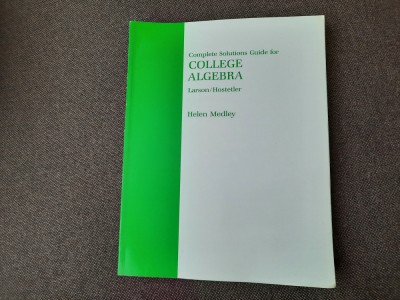 Complete Solutions Guide for
COLLEGE
ALGEBRA
Larson/Hostetler
Helen Medley